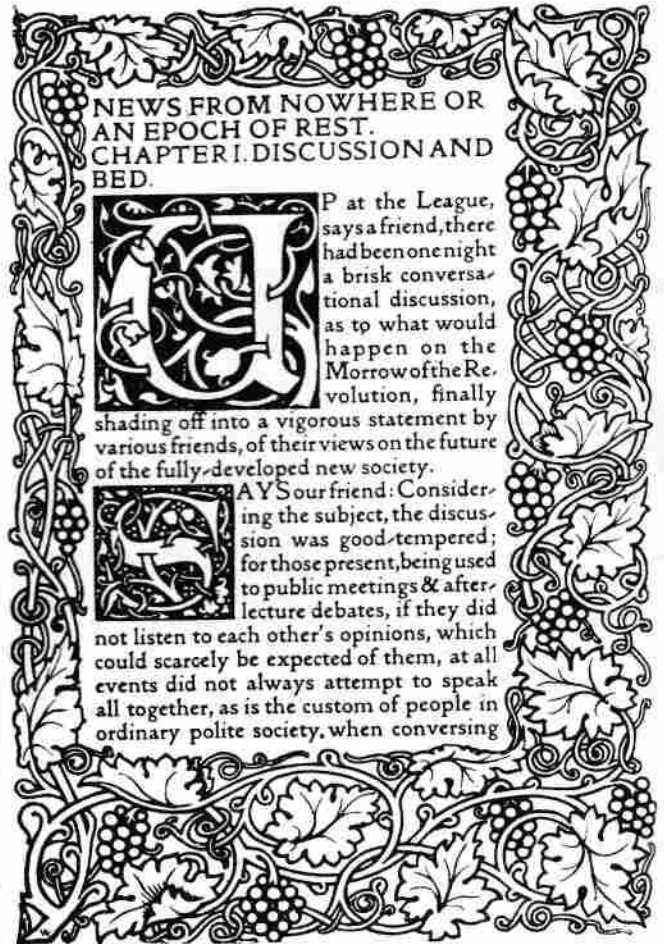 NEWS FROM NOWHERE OR
AN EPOCH OF REST.
CHAPTER I. DISCUSSION AND
BED.
UP at the League,
says a friend, there
had been one night
a brisk conversa-
tional discussion,
as to what would
happen on the
Morrow of the Re-
volution, finally
shading off into a vigorous statement by
various friends, of their views on the future
of the fully-developed new society.
SAYS our friend: Consider-
ing the subject, the discus-
sion was good-tempered;
for those present, being used
to public meetings & after-
lecture debates, if they did
not listen to each other's opinions, which
could scarcely be expected of them, at all
events did not always attempt to speak
all together, as is the custom of people in
ordinary polite society, when conversing